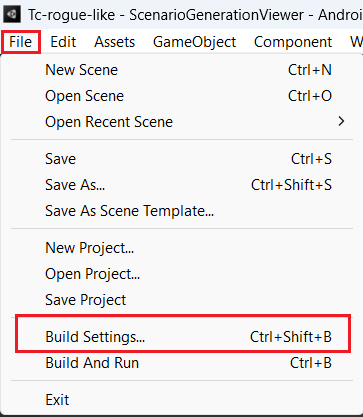 Tc-rogue-like - ScenarioGenerationViewer - Androi
File Edit Assets GameObject Component W
New Scene Ctrl+N
Open Scene Ctrl+O
Open Recent Scene
Save Ctrl+S
Save As... Ctrl+Shift+S
Save As Scene Template...
New Project...
Open Project...
Save Project
Build Settings... Ctrl+Shift+B
Build And Run Ctrl+B
Exit